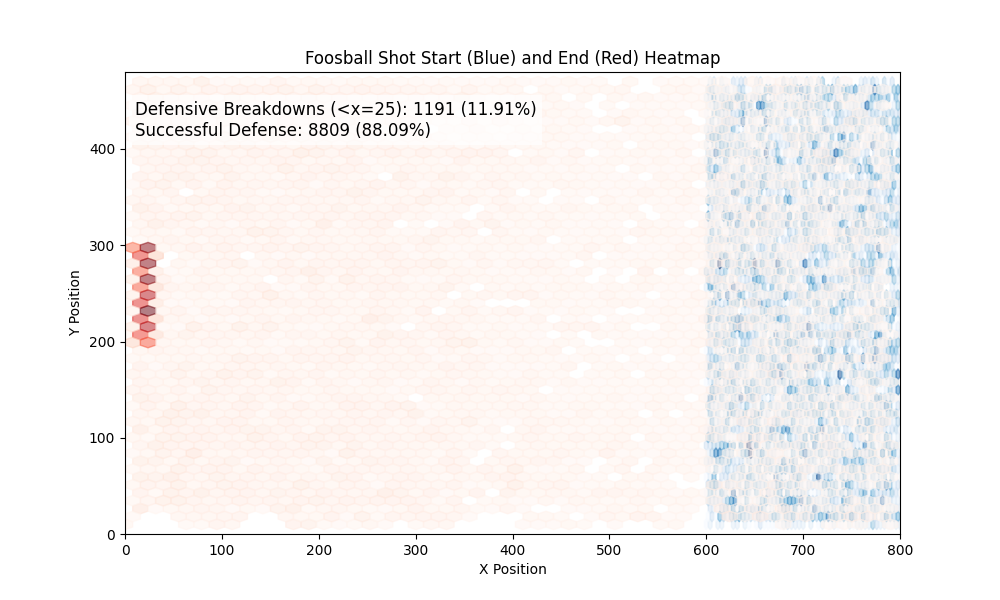 Foosball Shot Start (Blue) and End (Red) Heatmap
Defensive Breakdowns (<x=25): 1191 (11.91%)
Successful Defense: 8809 (88.09%)
400
300
200
100
0
Y Position
0 100 200 300 400 500 600 700 800
X Position